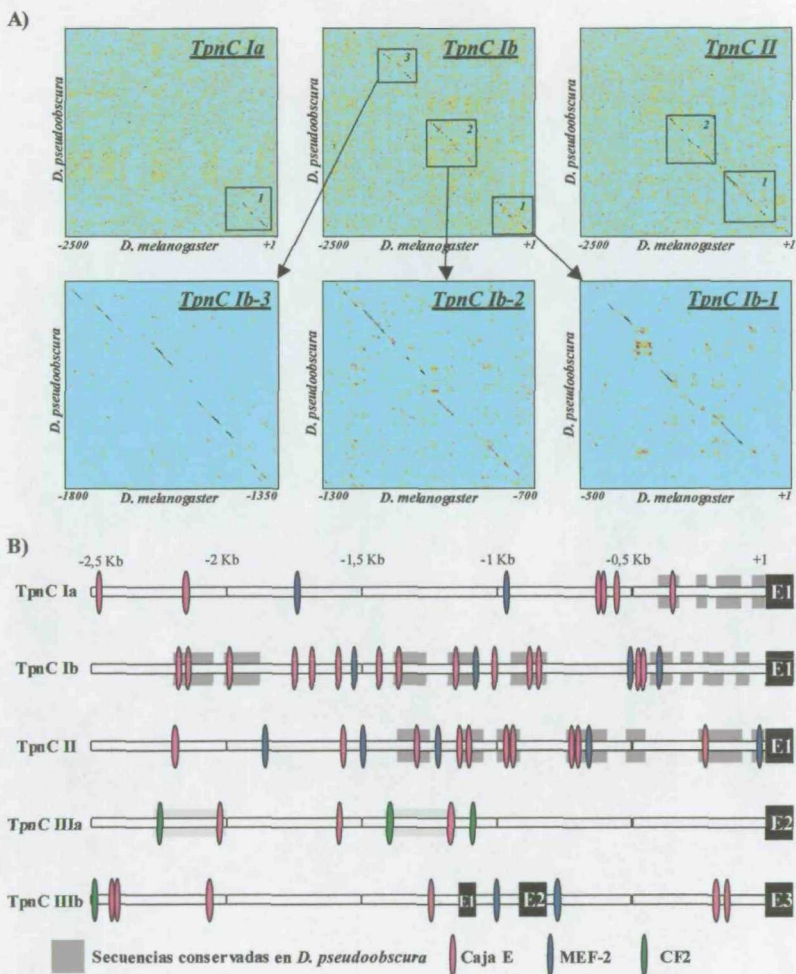 A)
TpnC Ia
TpnC Ib
TpnC II
D. pseudoobscura
D. pseudoobscura
D. pseudoobscura
3
2
1
2
1
1
-2500 D. melanogaster +1
-2500 D. melanogaster +1
-2500 D. melanogaster +1
TpnC Ib-3
TpnC Ib-2
TpnC Ib-1
D. pseudoobscura
D. pseudoobscura
D. pseudoobscura
-1800 D. melanogaster -1350
-1300 D. melanogaster -700
-500 D. melanogaster +1
B)
-2,5 Kb -2 Kb -1,5 Kb -1 Kb -0,5 Kb +1
TpnC Ia E1
TpnC Ib E1
TpnC II E1
TpnC IIIa E2
TpnC IIIb E1 E2 E3
Secuencias conservadas en D. pseudoobscura Caja E MEF-2 CF2